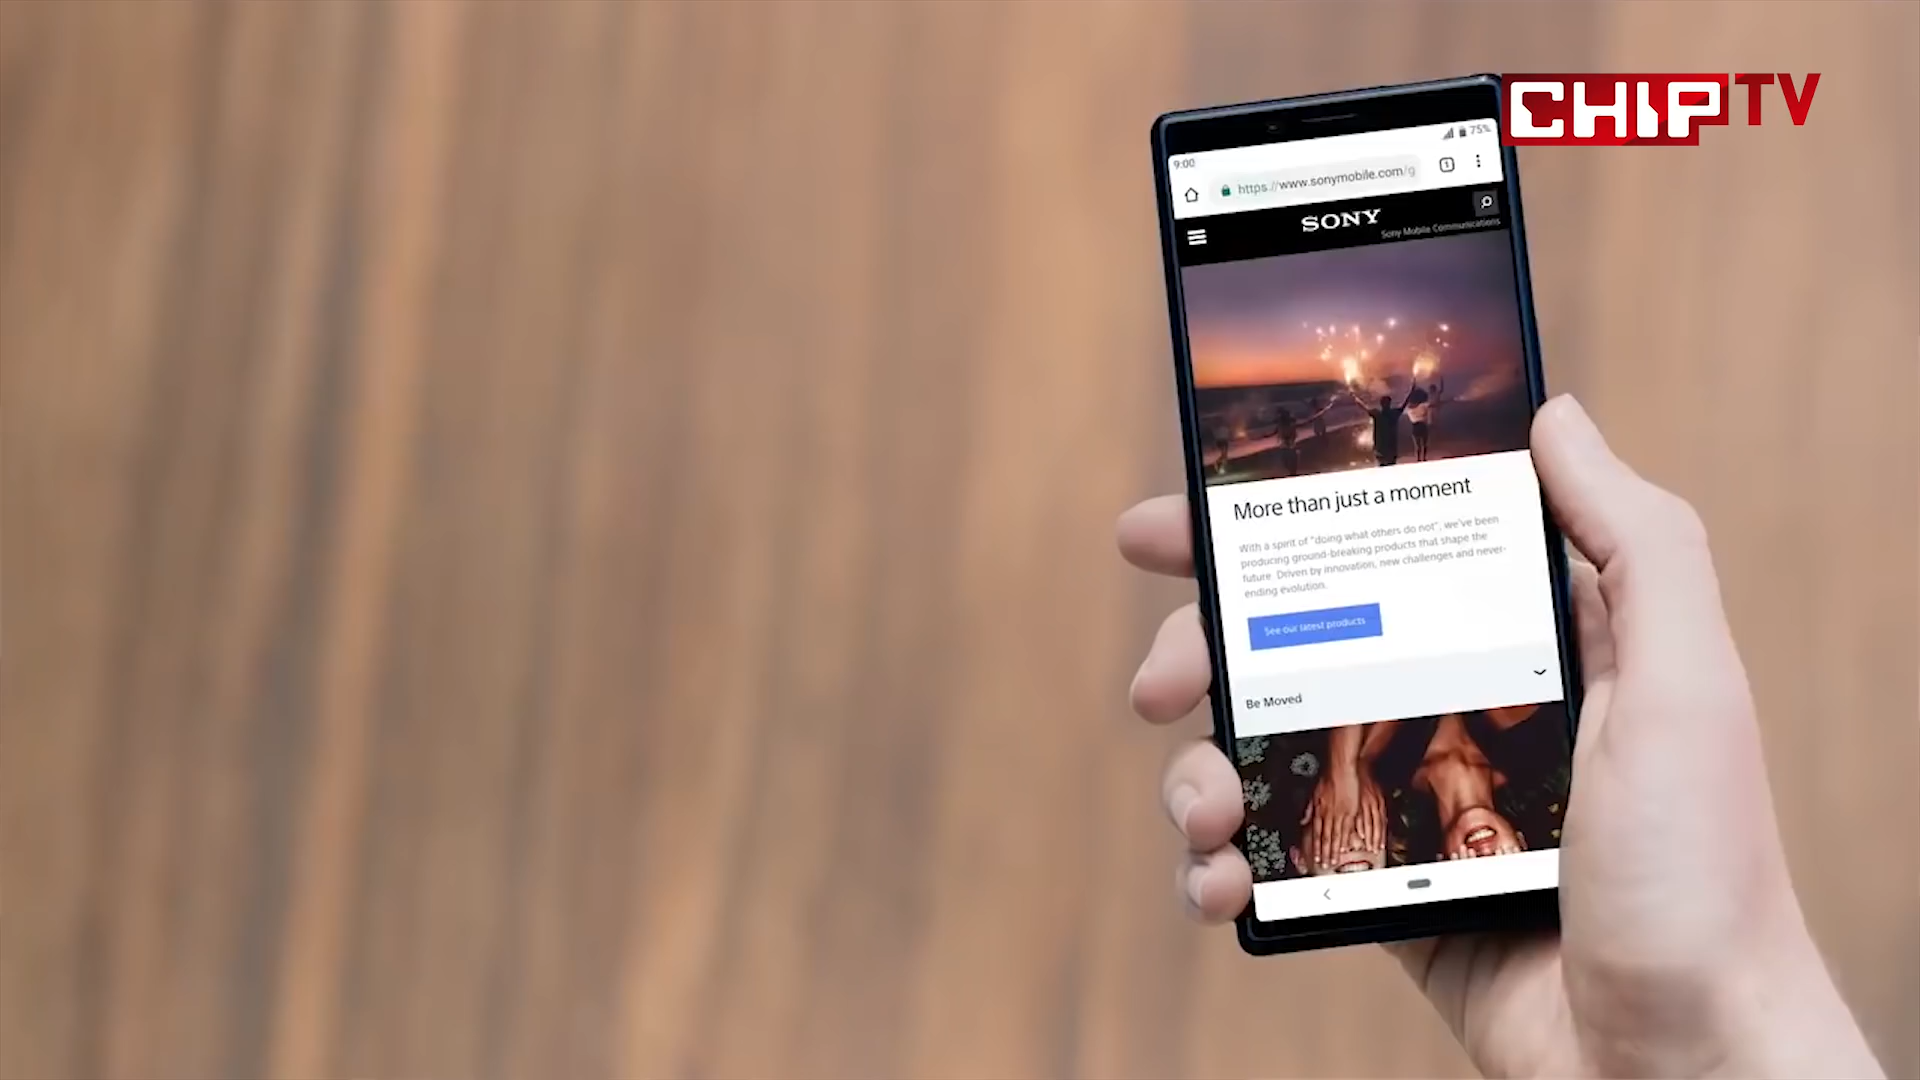 CHIP TV
9:00
75%
https://www.sonymobile.com/g
1
SONY
Sony Mobile Communications
More than just a moment
With a spirit of "doing what others do not", we've been
producing ground-breaking products that shape the
future. Driven by innovation, new challenges and never-
ending evolution.
See our latest products
Be Moved